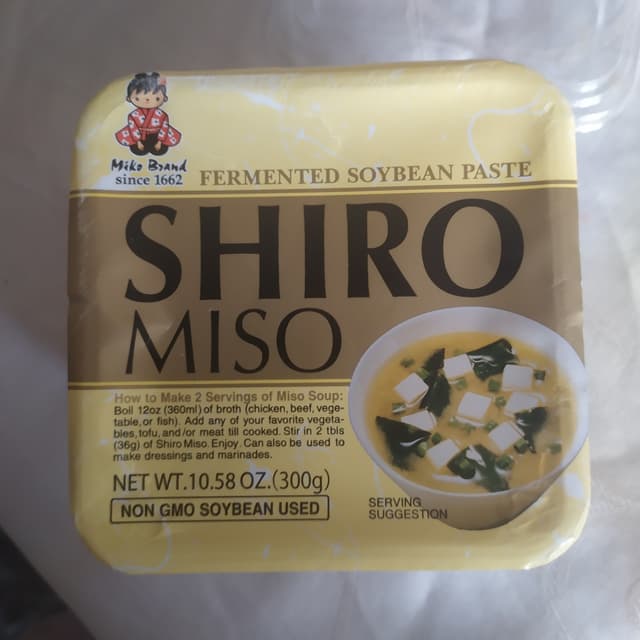 Miko Brand
since 1662
FERMENTED SOYBEAN PASTE
SHIRO
MISO
How to Make 2 Servings of Miso Soup:
Boil 12oz (360ml) of broth (chicken, beef, vege-
table, or fish). Add any of your favorite vegeta-
bles, tofu, and/or meat till cooked. Stir in 2 tbls
(36g) of Shiro Miso. Enjoy. Can also be used to
make dressings and marinades.
NET WT. 10.58 OZ. (300g)
NON GMO SOYBEAN USED
SERVING
SUGGESTION